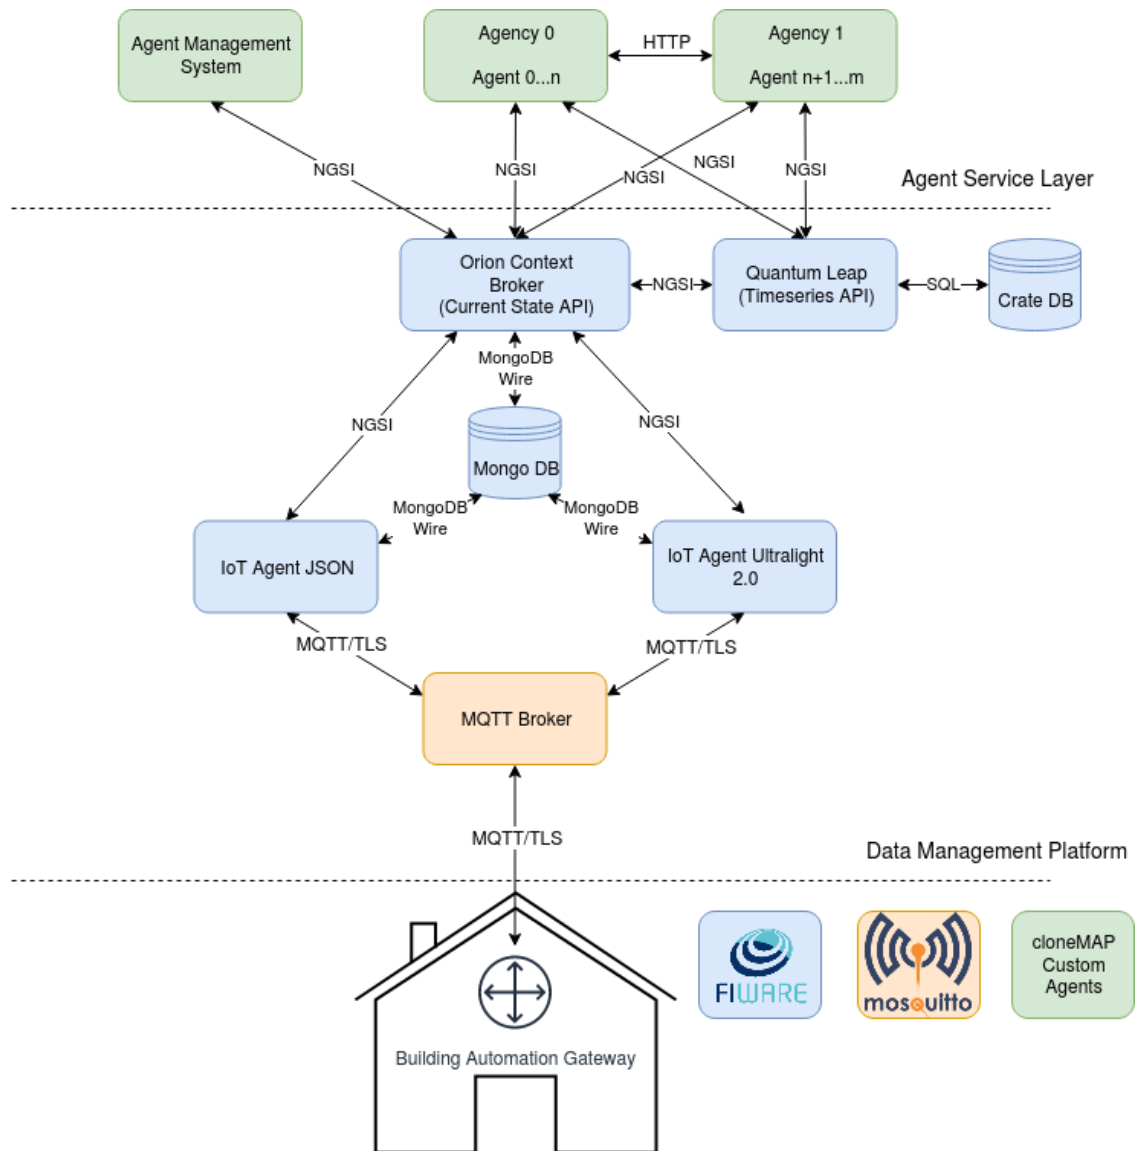 Agent Management
System
Agency 0
Agent 0...n
HTTP
Agency 1
Agent n+1...m
NGSI
NGSI
NGSI
NGSI
NGSI
Agent Service Layer
Orion Context
Broker
(Current State API)
NGSI
Quantum Leap
(Timeseries API)
SQL
Crate DB
MongoDB
Wire
NGSI
NGSI
Mongo DB
MongoDB
Wire
MongoDB
Wire
IoT Agent JSON
IoT Agent Ultralight
2.0
MQTT/TLS
MQTT/TLS
MQTT Broker
MQTT/TLS
Data Management Platform
FIWARE
mosquitto
cloneMAP
Custom
Agents
Building Automation Gateway